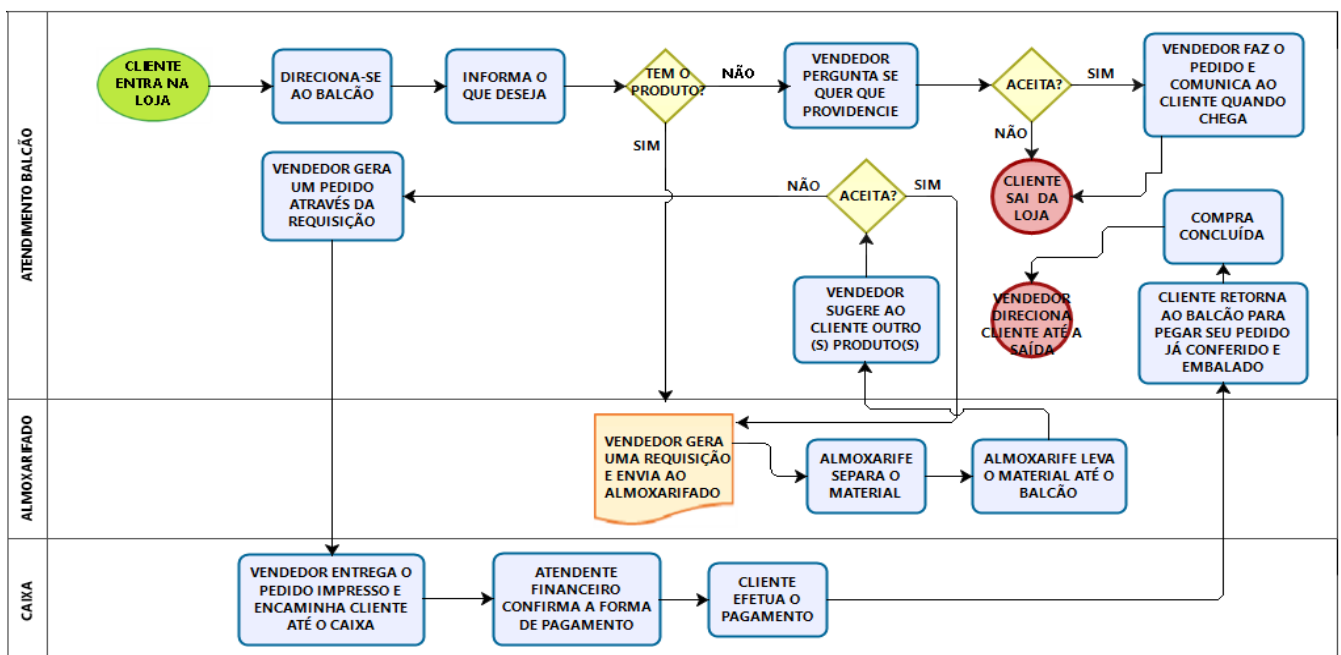 ATENDIMENTO BALCÃO
CLIENTE
ENTRA NA
LOJA
DIRECIONA-SE
AO BALCÃO
INFORMA O
QUE DESEJA
TEM O
PRODUTO?
NÃO
SIM
VENDEDOR
PERGUNTA SE
QUER QUE
PROVIDENCIE
ACEITA?
SIM
NÃO
VENDEDOR FAZ O
PEDIDO E
COMUNICA AO
CLIENTE QUANDO
CHEGA
CLIENTE
SAI DA
LOJA
VENDEDOR GERA
UM PEDIDO
ATRAVÉS DA
REQUISIÇÃO
NÃO
ACEITA?
SIM
COMPRA
CONCLUÍDA
VENDEDOR
SUGERE AO
CLIENTE OUTRO
(S) PRODUTO(S)
VENDEDOR
DIRECIONA
CLIENTE ATÉ A
SAÍDA
CLIENTE RETORNA
AO BALCÃO PARA
PEGAR SEU PEDIDO
JÁ CONFERIDO E
EMBALADO
ALMOXARIFADO
VENDEDOR GERA
UMA REQUISIÇÃO
E ENVIA AO
ALMOXARIFADO
ALMOXARIFE
SEPARA O
MATERIAL
ALMOXARIFE LEVA
O MATERIAL ATÉ O
BALCÃO
CAIXA
VENDEDOR ENTREGA O
PEDIDO IMPRESSO E
ENCAMINHA CLIENTE
ATÉ O CAIXA
ATENDENTE
FINANCEIRO
CONFIRMA A FORMA
DE PAGAMENTO
CLIENTE
EFETUA O
PAGAMENTO